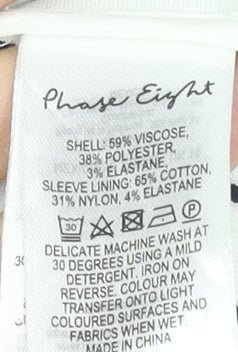 Phase Eight
SHELL: 59% VISCOSE,
38% POLYESTER,
3% ELASTANE,
SLEEVE LINING: 65% COTTON,
31% NYLON, 4% ELASTANE
30 P
DELICATE MACHINE WASH AT
30 DEGREES USING A MILD
DETERGENT. IRON ON
REVERSE. COLOUR MAY
TRANSFER ONTO LIGHT
COLOURED SURFACES AND
FABRICS WHEN WET.
MADE IN CHINA